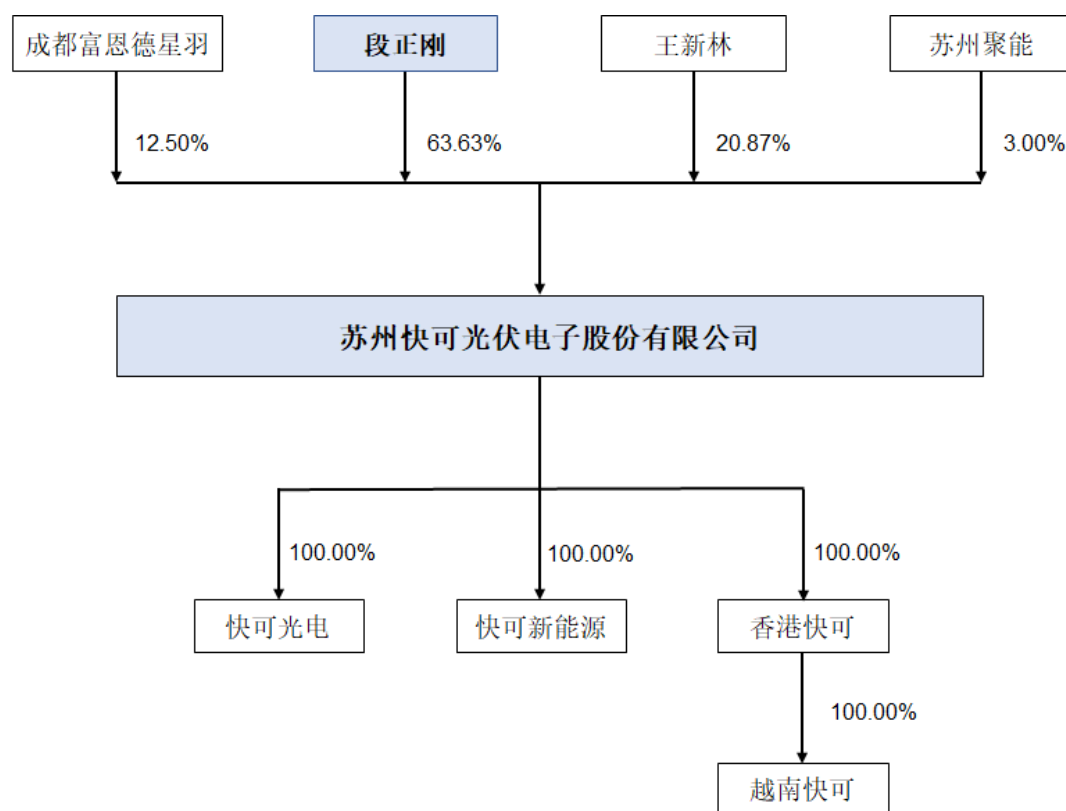 成都富恩德星羽
段正刚
王新林
苏州聚能
12.50%
63.63%
20.87%
3.00%
苏州快可光伏电子股份有限公司
100.00%
100.00%
100.00%
快可光电
快可新能源
香港快可
100.00%
越南快可